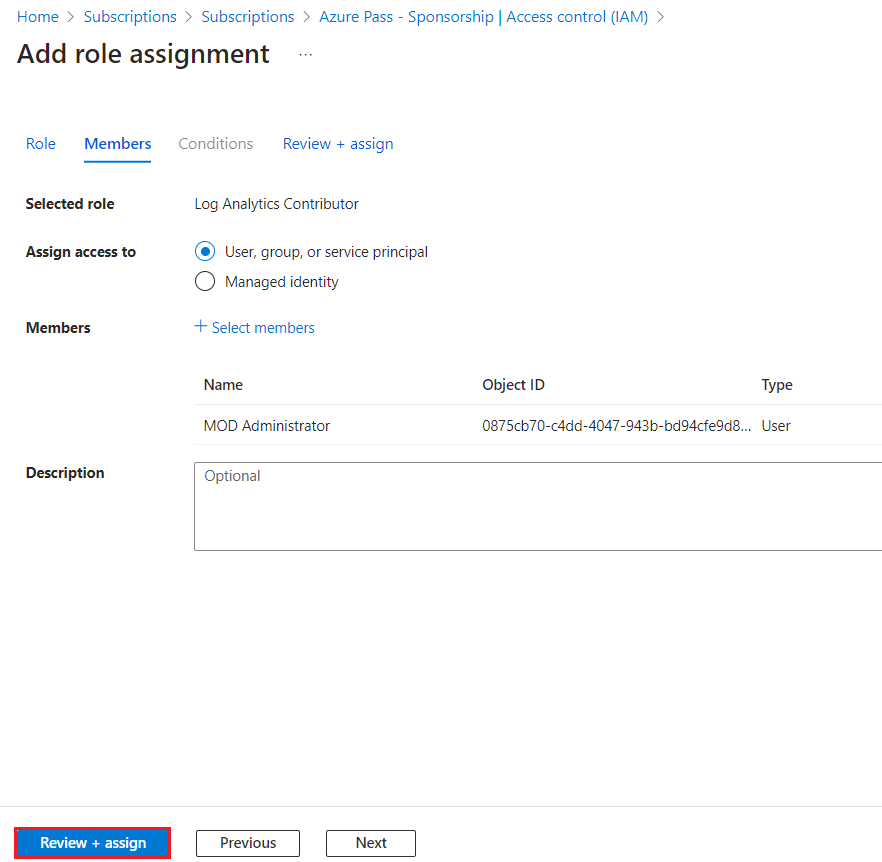 Home > Subscriptions > Subscriptions > Azure Pass - Sponsorship | Access control (IAM) >
Add role assignment ...
Role Members Conditions Review + assign
Selected role Log Analytics Contributor
Assign access to User, group, or service principal
Managed identity
Members + Select members
Name Object ID Type
MOD Administrator 0875cb70-c4dd-4047-943b-bd94cfe9d8... User
Description Optional
Review + assign Previous Next